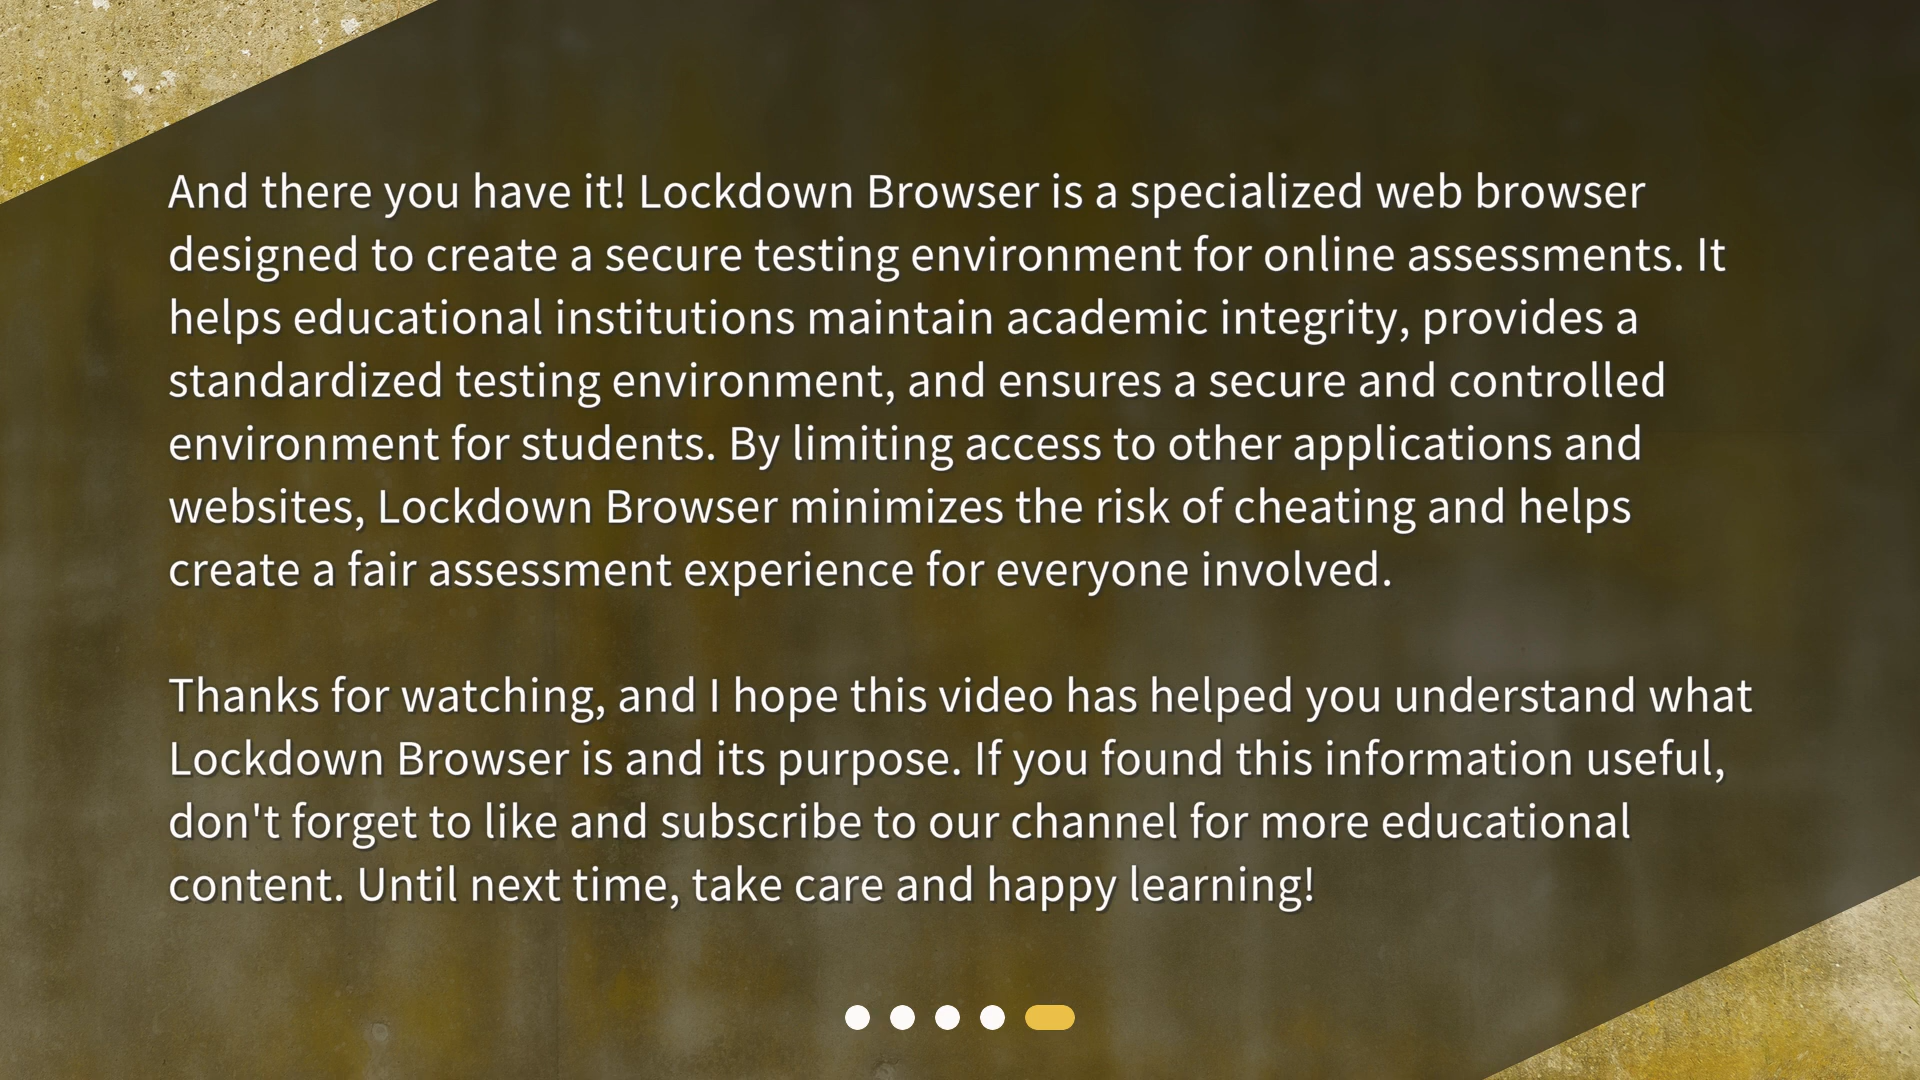 And there you have it! Lockdown Browser is a specialized web browser
designed to create a secure testing environment for online assessments. It
helps educational institutions maintain academic integrity, provides a
standardized testing environment, and ensures a secure and controlled
environment for students. By limiting access to other applications and
websites, Lockdown Browser minimizes the risk of cheating and helps
create a fair assessment experience for everyone involved.
Thanks for watching, and I hope this video has helped you understand what
Lockdown Browser is and its purpose. If you found this information useful,
don't forget to like and subscribe to our channel for more educational
content. Until next time, take care and happy learning!